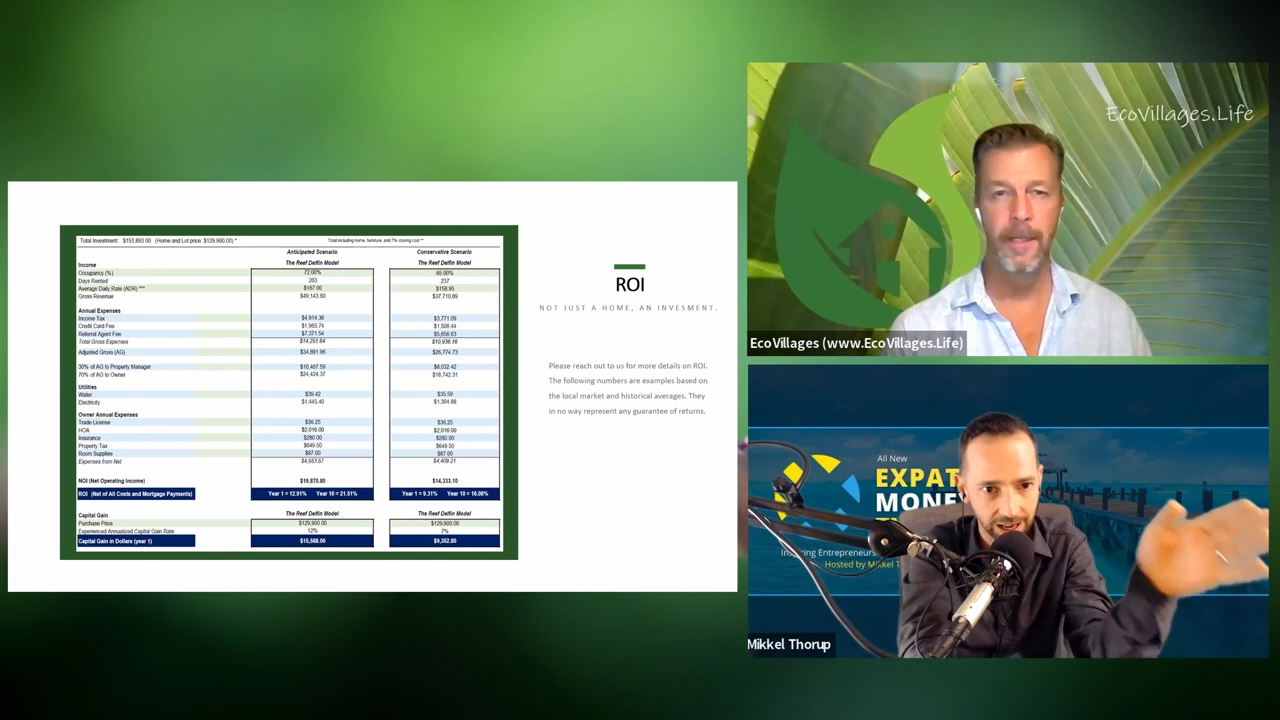 Total Investment: $153,693.00 (Home and Lot price: $129,900.00) * Total including home, furniture, and 7% closing cost **
Anticipated Scenario Conservative Scenario
Income The Reef Delfin Model The Reef Delfin Model
Occupancy (%) 72.00% 65.00%
Days Rented 263 237
Average Daily Rate (ADR) *** $187.00 $158.95
Gross Revenue $49,143.60 $37,710.89
Annual Expenses
Income Tax $4,914.36 $3,771.09
Credit Card Fee $1,965.74 $1,508.44
Referral Agent Fee $7,371.54 $5,656.63
Total Gross Expenses $14,251.64 $10,936.16
Adjusted Gross (AG) $34,891.96 $26,774.73
30% of AG to Property Manager $10,467.59 $8,032.42
70% of AG to Owner $24,424.37 $18,742.31
Utilities
Water $39.42 $35.59
Electricity $1,445.40 $1,304.88
Owner Annual Expenses
Trade License $36.25 $36.25
HOA $2,016.00 $2,016.00
Insurance $280.00 $280.00
Property Tax $649.50 $649.50
Room Supplies $87.00 $87.00
Expenses from Net $4,553.57 $4,409.21
NOI (Net Operating Income) $19,870.80 $14,333.10
ROI (Net of All Costs and Mortgage Payments) Year 1 = 12.91% Year 10 = 21.51% Year 1 = 9.31% Year 10 = 16.08%
Capital Gain The Reef Delfin Model The Reef Delfin Model
Purchase Price $129,900.00 $129,900.00
Experienced Annualized Capital Gain Rate 12% 7%
Capital Gain in Dollars (year 1) $15,588.00 $9,352.80
ROI
NOT JUST A HOME, AN INVESMENT.
Please reach out to us for more details on ROI.
The following numbers are examples based on
the local market and historical averages. They
in no way represent any guarantee of returns.
EcoVillages.Life
EcoVillages (www.EcoVillages.Life)
All New
EXPAT
MONEY
Inspiring Entrepreneurs
Hosted by Mikkel T
Mikkel Thorup